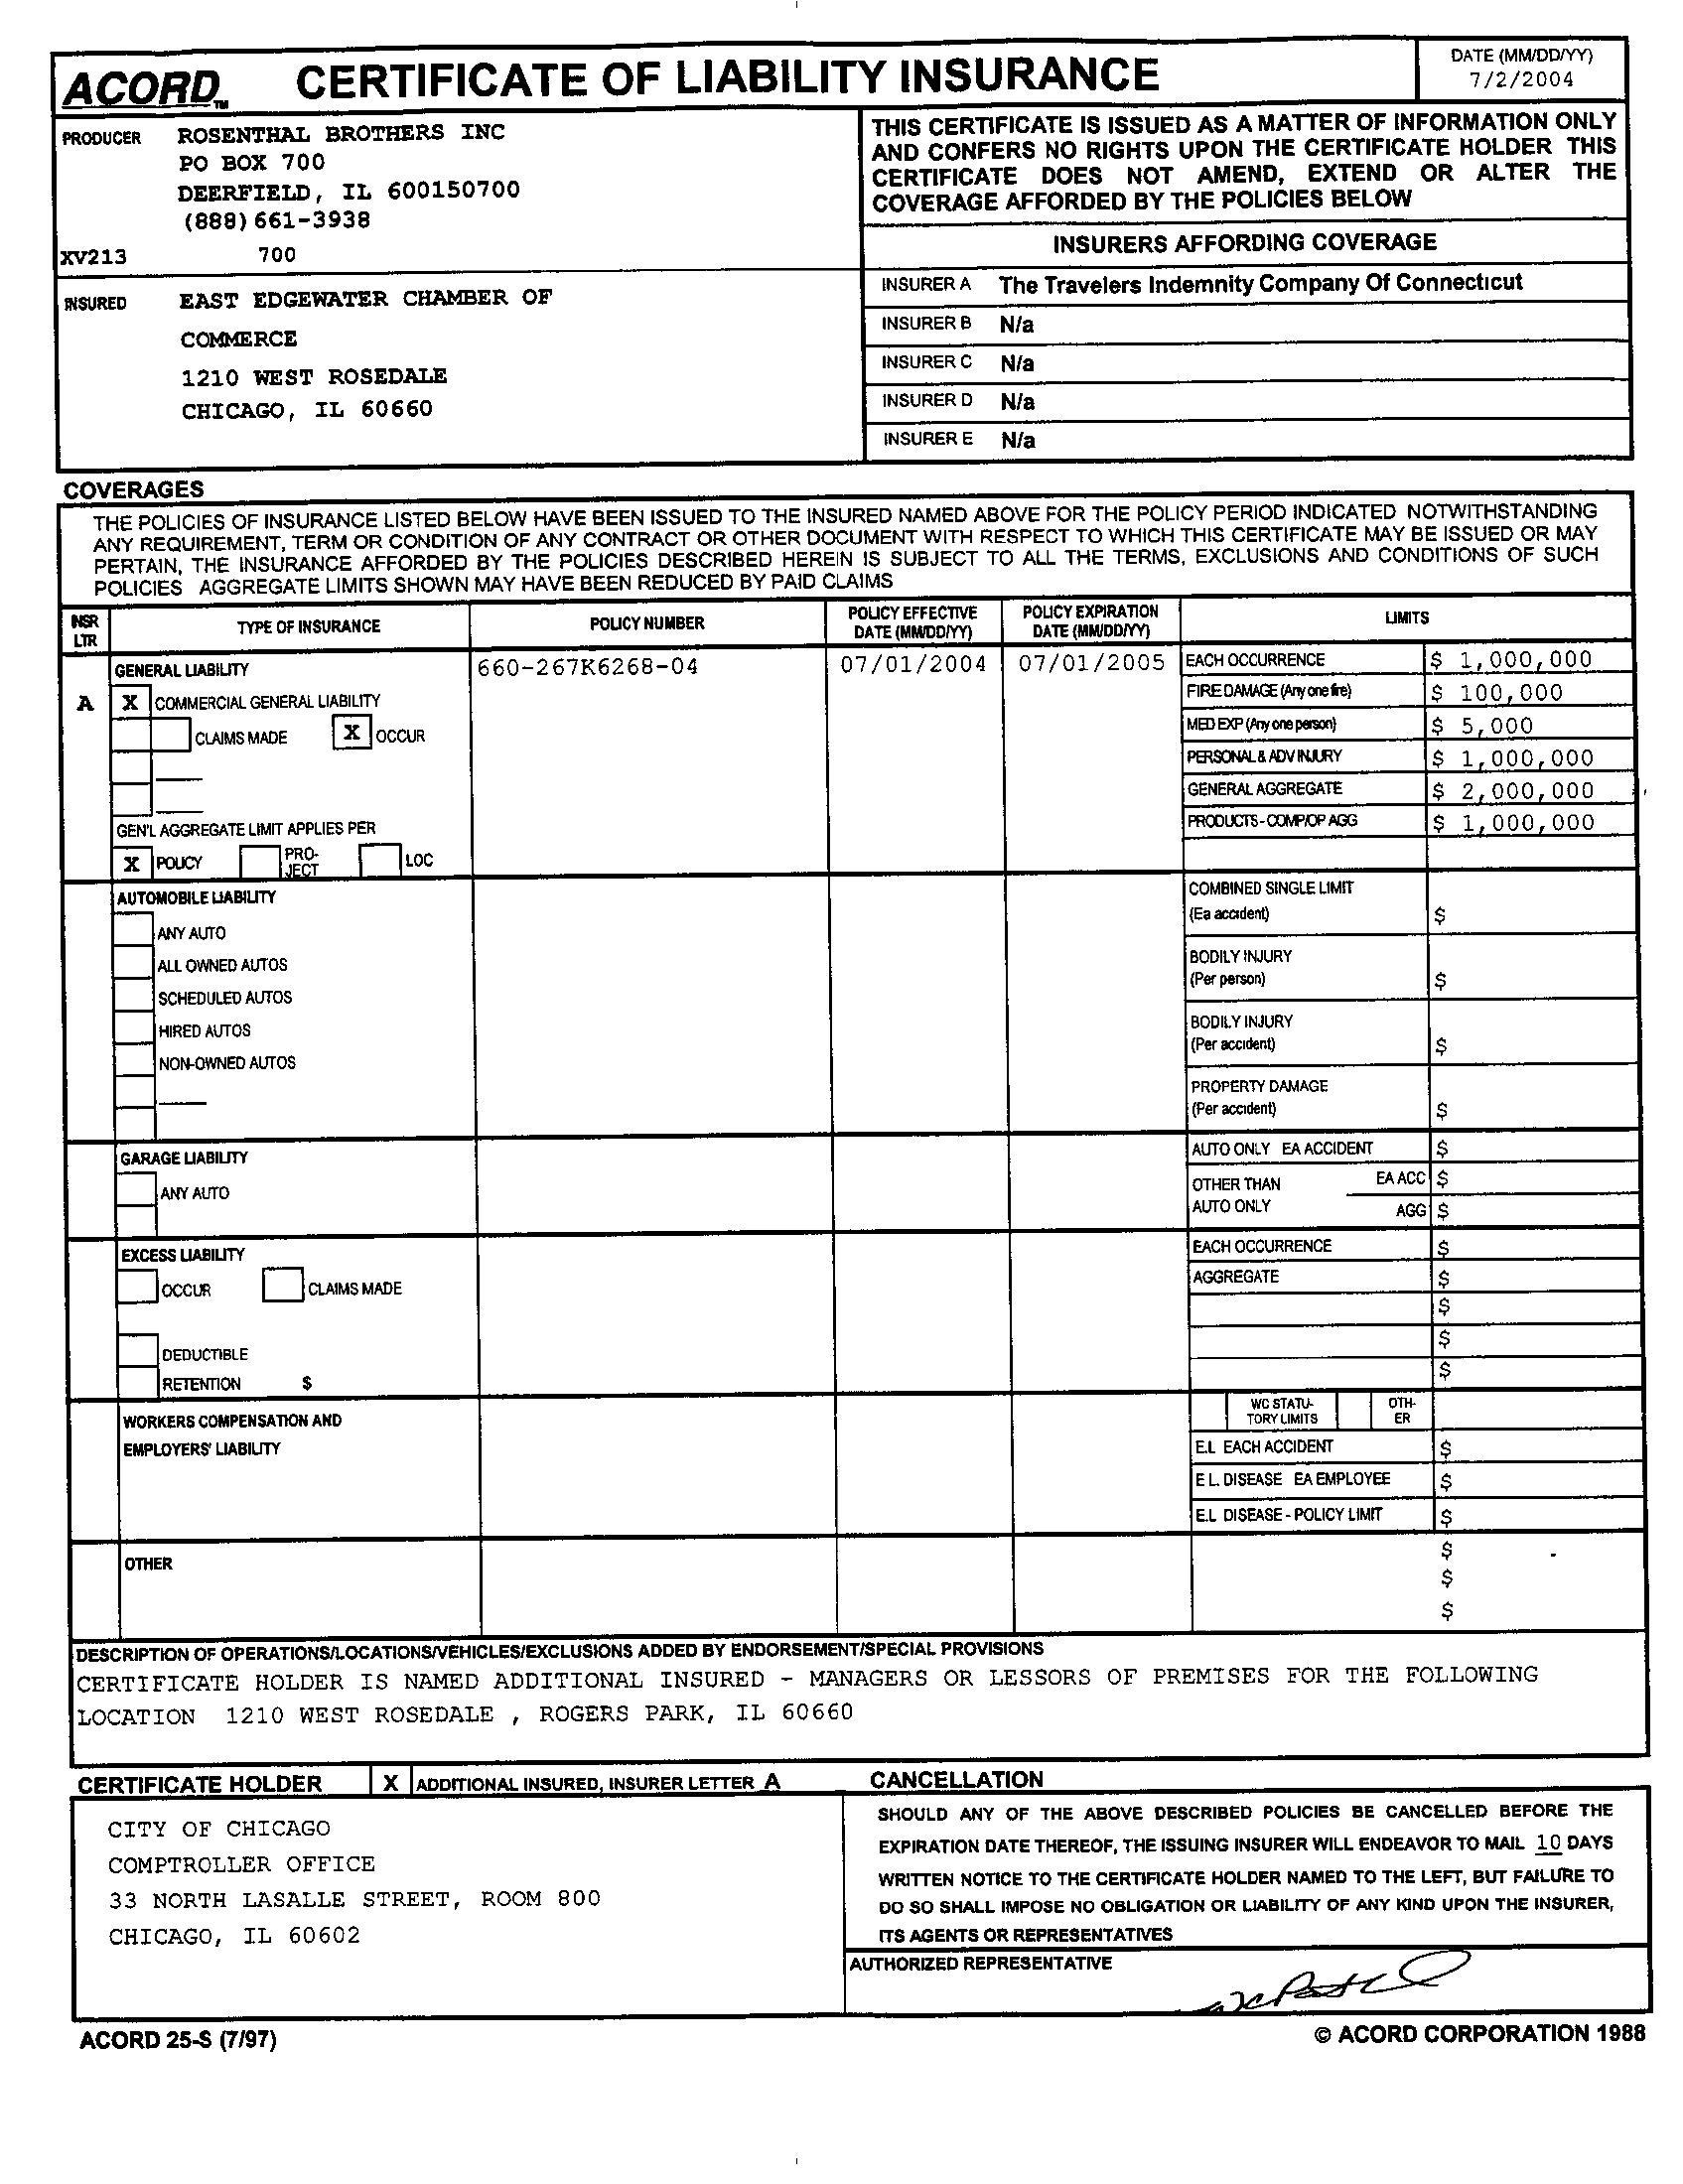 ACORD™ CERTIFICATE OF LIABILITY INSURANCE
DATE (MM/DD/YY)
7/2/2004
PRODUCER ROSENTHAL BROTHERS INC
PO BOX 700
DEERFIELD, IL 600150700
(888)661-3938
XV213 700
THIS CERTIFICATE IS ISSUED AS A MATTER OF INFORMATION ONLY
AND CONFERS NO RIGHTS UPON THE CERTIFICATE HOLDER THIS
CERTIFICATE DOES NOT AMEND, EXTEND OR ALTER THE
COVERAGE AFFORDED BY THE POLICIES BELOW
INSURERS AFFORDING COVERAGE
INSURED EAST EDGEWATER CHAMBER OF
COMMERCE
1210 WEST ROSEDALE
CHICAGO, IL 60660
INSURER A The Travelers Indemnity Company Of Connecticut
INSURER B N/a
INSURER C N/a
INSURER D N/a
INSURER E N/a
COVERAGES
THE POLICIES OF INSURANCE LISTED BELOW HAVE BEEN ISSUED TO THE INSURED NAMED ABOVE FOR THE POLICY PERIOD INDICATED NOTWITHSTANDING
ANY REQUIREMENT, TERM OR CONDITION OF ANY CONTRACT OR OTHER DOCUMENT WITH RESPECT TO WHICH THIS CERTIFICATE MAY BE ISSUED OR MAY
PERTAIN, THE INSURANCE AFFORDED BY THE POLICIES DESCRIBED HEREIN IS SUBJECT TO ALL THE TERMS, EXCLUSIONS AND CONDITIONS OF SUCH
POLICIES AGGREGATE LIMITS SHOWN MAY HAVE BEEN REDUCED BY PAID CLAIMS
INSR LTR
TYPE OF INSURANCE
POLICY NUMBER
POLICY EFFECTIVE DATE (MM/DD/YY)
POLICY EXPIRATION DATE (MM/DD/YY)
LIMITS
GENERAL LIABILITY 660-267K6268-04 07/01/2004 07/01/2005 EACH OCCURRENCE $ 1,000,000
A X COMMERCIAL GENERAL LIABILITY FIRE DAMAGE (Any one fire) $ 100,000
CLAIMS MADE X OCCUR MED EXP (Any one person) $ 5,000
PERSONAL & ADV INJURY $ 1,000,000
GENERAL AGGREGATE $ 2,000,000
GEN'L AGGREGATE LIMIT APPLIES PER PRODUCTS - COMP/OP AGG $ 1,000,000
X POLICY PRO-JECT LOC
AUTOMOBILE LIABILITY
ANY AUTO
ALL OWNED AUTOS
SCHEDULED AUTOS
HIRED AUTOS
NON-OWNED AUTOS
COMBINED SINGLE LIMIT
(Ea accident) $
BODILY INJURY
(Per person) $
BODILY INJURY
(Per accident) $
PROPERTY DAMAGE
(Per accident) $
GARAGE LIABILITY
ANY AUTO
AUTO ONLY EA ACCIDENT $
OTHER THAN EA ACC $
AUTO ONLY AGG $
EXCESS LIABILITY
OCCUR CLAIMS MADE
DEDUCTIBLE
RETENTION $
EACH OCCURRENCE $
AGGREGATE $
$
$
$
WORKERS COMPENSATION AND
EMPLOYERS' LIABILITY
WC STATU-TORY LIMITS OTH-ER
E.L EACH ACCIDENT $
E L. DISEASE EA EMPLOYEE $
E.L DISEASE - POLICY LIMIT $
OTHER
$
$
$
DESCRIPTION OF OPERATIONS/LOCATIONS/VEHICLES/EXCLUSIONS ADDED BY ENDORSEMENT/SPECIAL PROVISIONS
CERTIFICATE HOLDER IS NAMED ADDITIONAL INSURED - MANAGERS OR LESSORS OF PREMISES FOR THE FOLLOWING
LOCATION 1210 WEST ROSEDALE , ROGERS PARK, IL 60660
CERTIFICATE HOLDER X ADDITIONAL INSURED, INSURER LETTER A
CITY OF CHICAGO
COMPTROLLER OFFICE
33 NORTH LASALLE STREET, ROOM 800
CHICAGO, IL 60602
CANCELLATION
SHOULD ANY OF THE ABOVE DESCRIBED POLICIES BE CANCELLED BEFORE THE
EXPIRATION DATE THEREOF, THE ISSUING INSURER WILL ENDEAVOR TO MAIL 10 DAYS
WRITTEN NOTICE TO THE CERTIFICATE HOLDER NAMED TO THE LEFT, BUT FAILURE TO
DO SO SHALL IMPOSE NO OBLIGATION OR LIABILITY OF ANY KIND UPON THE INSURER,
ITS AGENTS OR REPRESENTATIVES
AUTHORIZED REPRESENTATIVE
ACORD 25-S (7/97)
© ACORD CORPORATION 1988